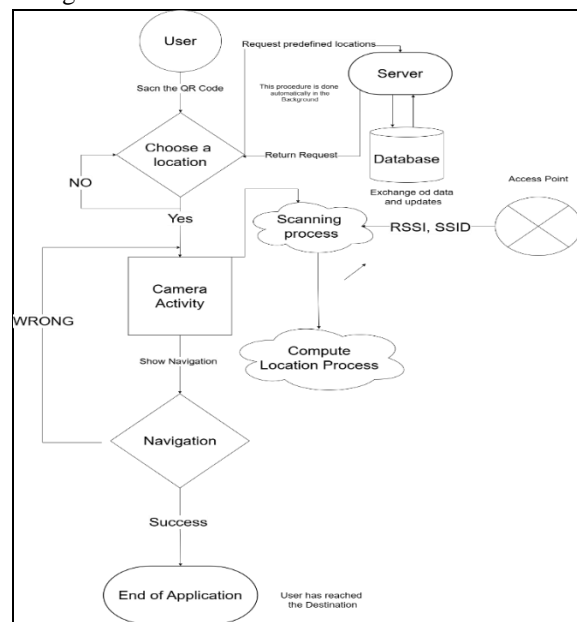 User
Request predefined locations
Server
Sacn the QR Code
This procedure is done
automatically in the
Background
Choose a
location
Return Request
Database
NO
Exchange od data
and updates
Access Point
Yes
Scanning
process
RSSI, SSID
Camera
Activity
WRONG
Compute
Location Process
Show Navigation
Navigation
Success
End of Application
User has reached
the Destination